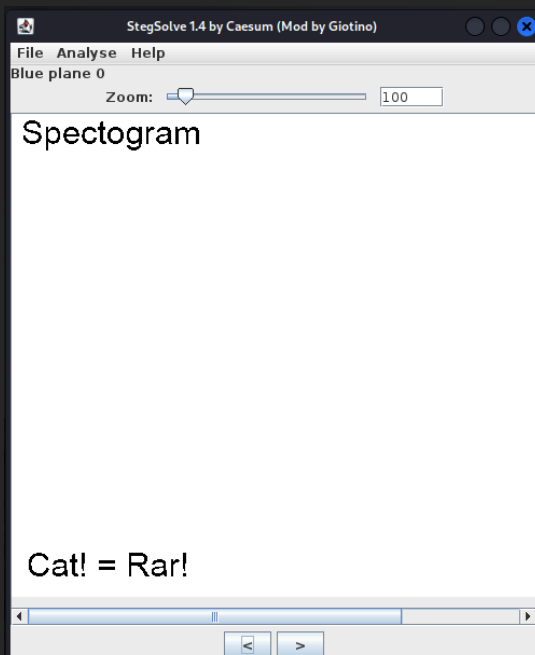 StegSolve 1.4 by Caesum (Mod by Giotino)
File Analyse Help
Blue plane 0
Zoom: 100
Spectogram
Cat! = Rar!
< >